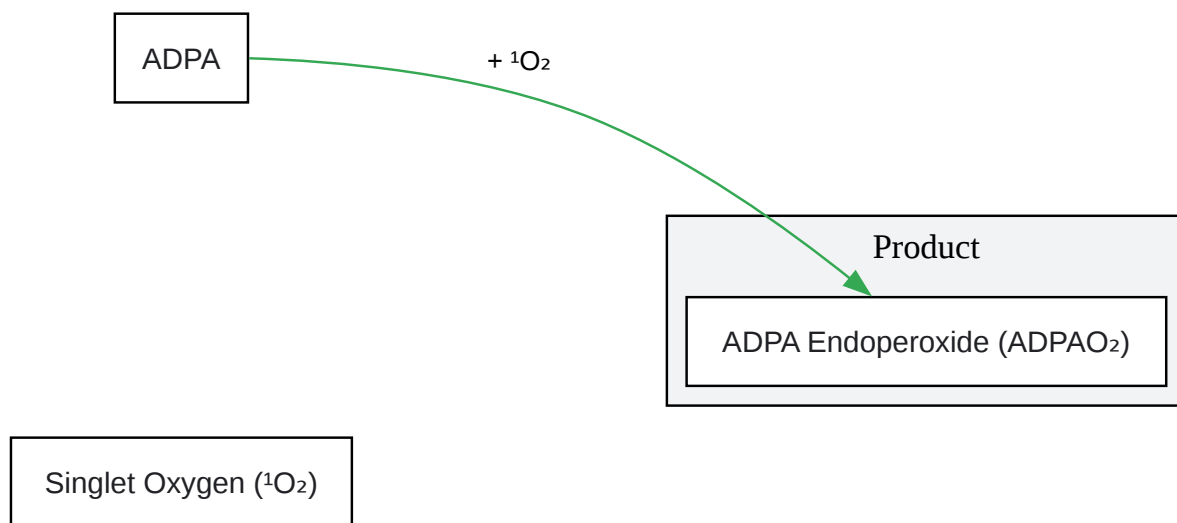 ADPA
+ ¹O₂
Product
ADPA Endoperoxide (ADPAO₂)
Singlet Oxygen (¹O₂)